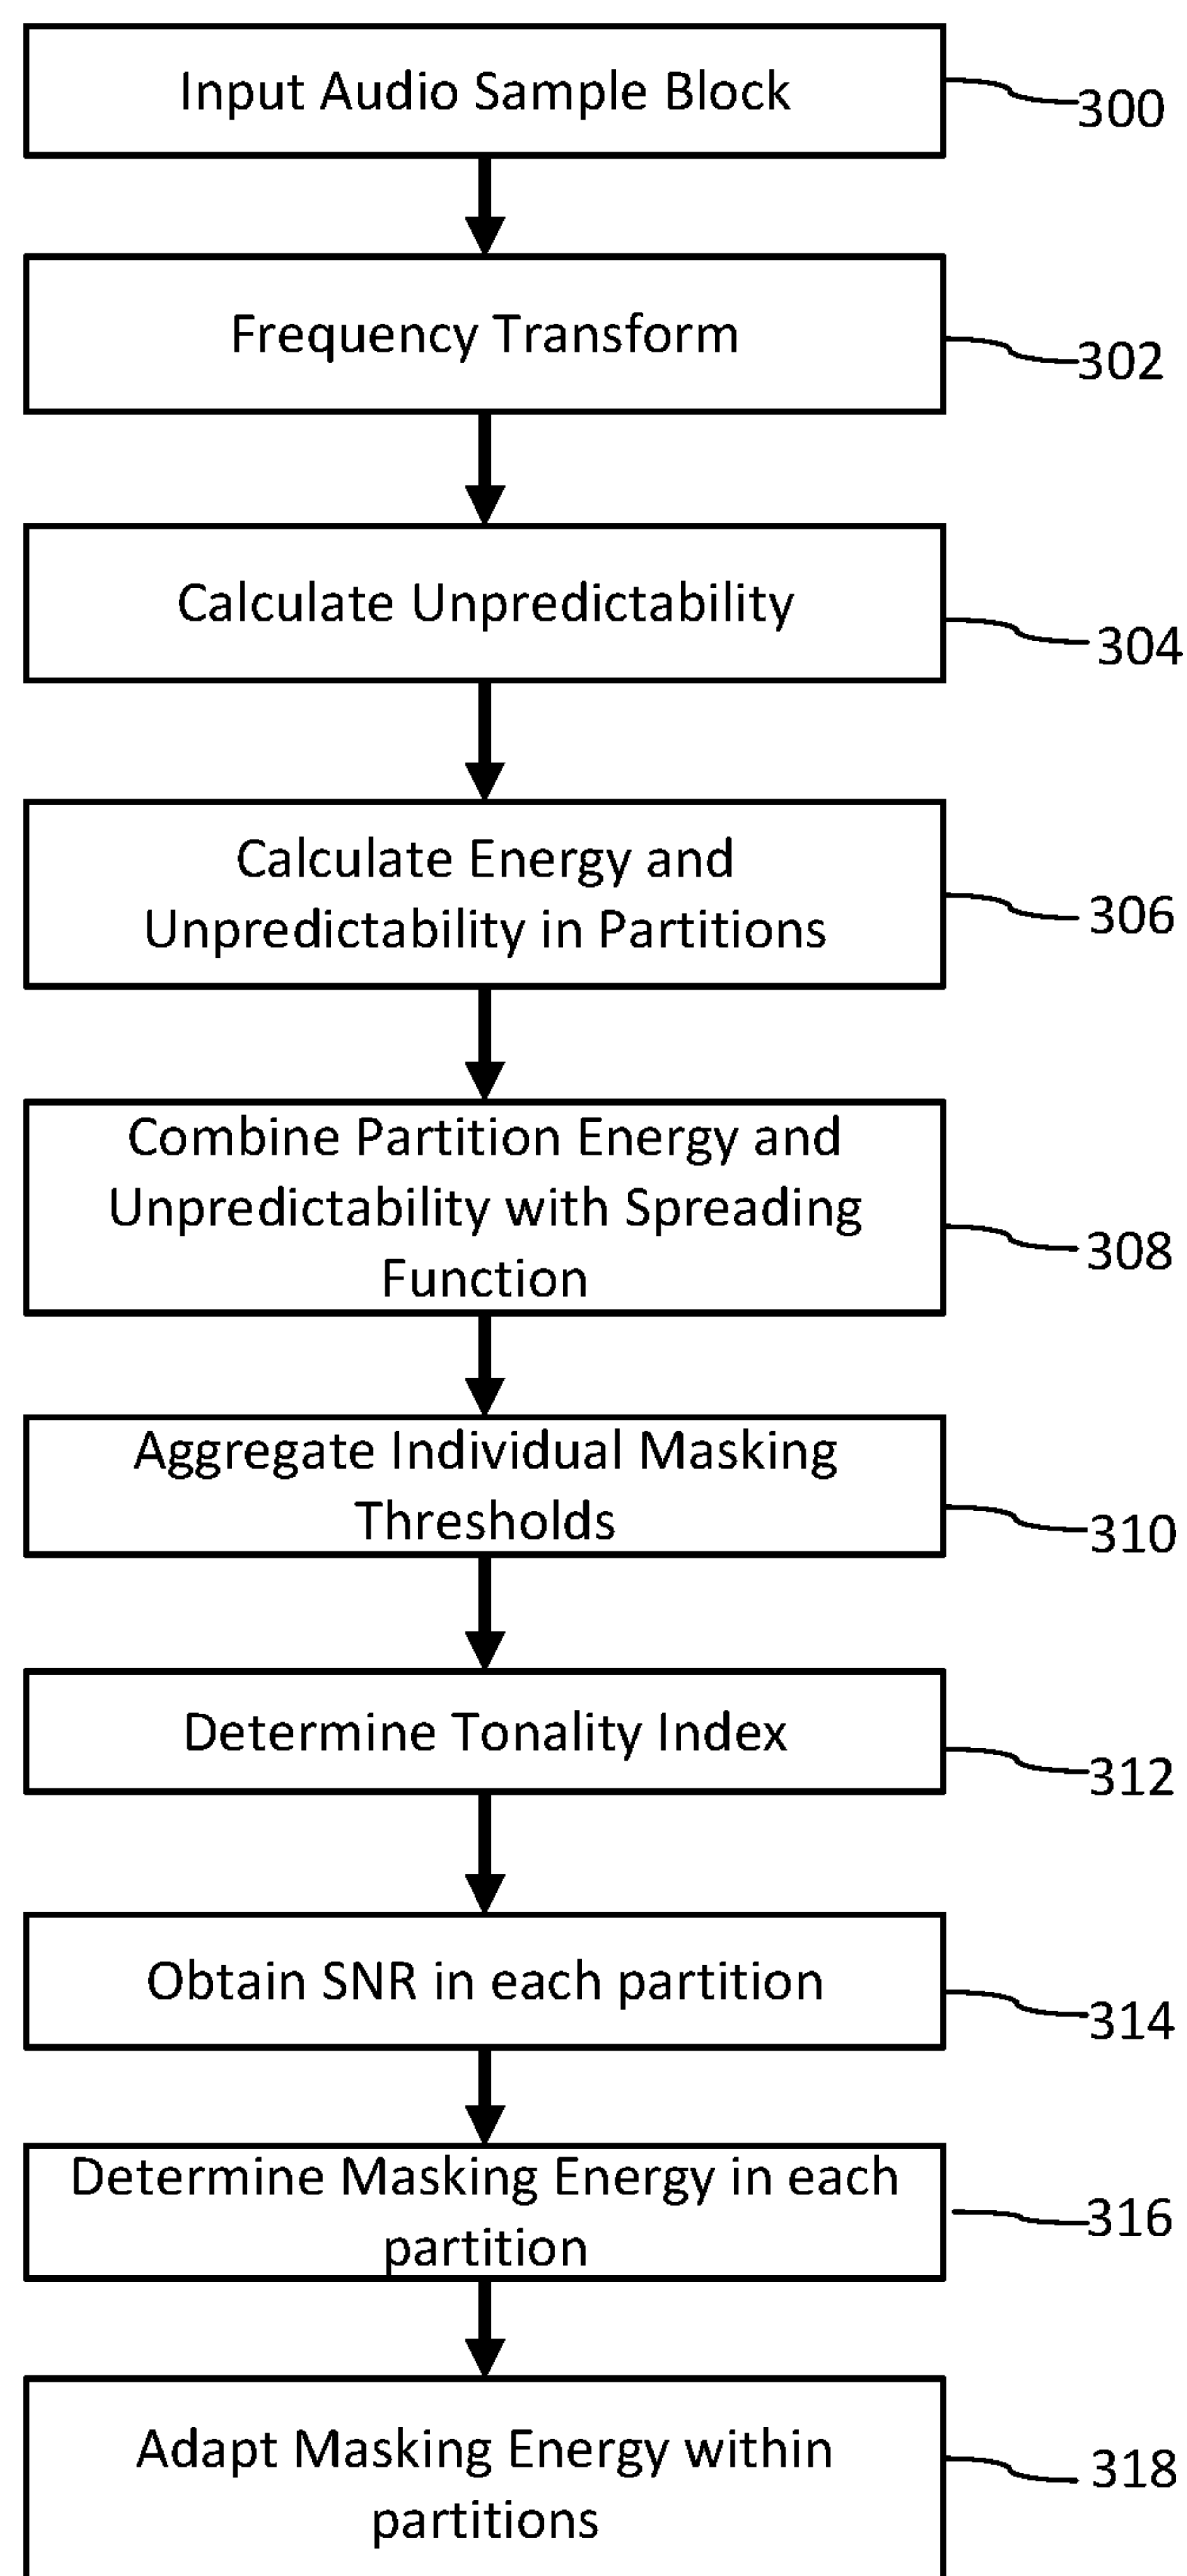 Input Audio Sample Block
300
Frequency Transform
302
Calculate Unpredictability
304
Calculate Energy and
Unpredictability in Partitions
306
Combine Partition Energy and
Unpredictability with Spreading
Function
308
Aggregate Individual Masking
Thresholds
310
Determine Tonality Index
312
Obtain SNR in each partition
314
Determine Masking Energy in each
partition
316
Adapt Masking Energy within
partitions
318